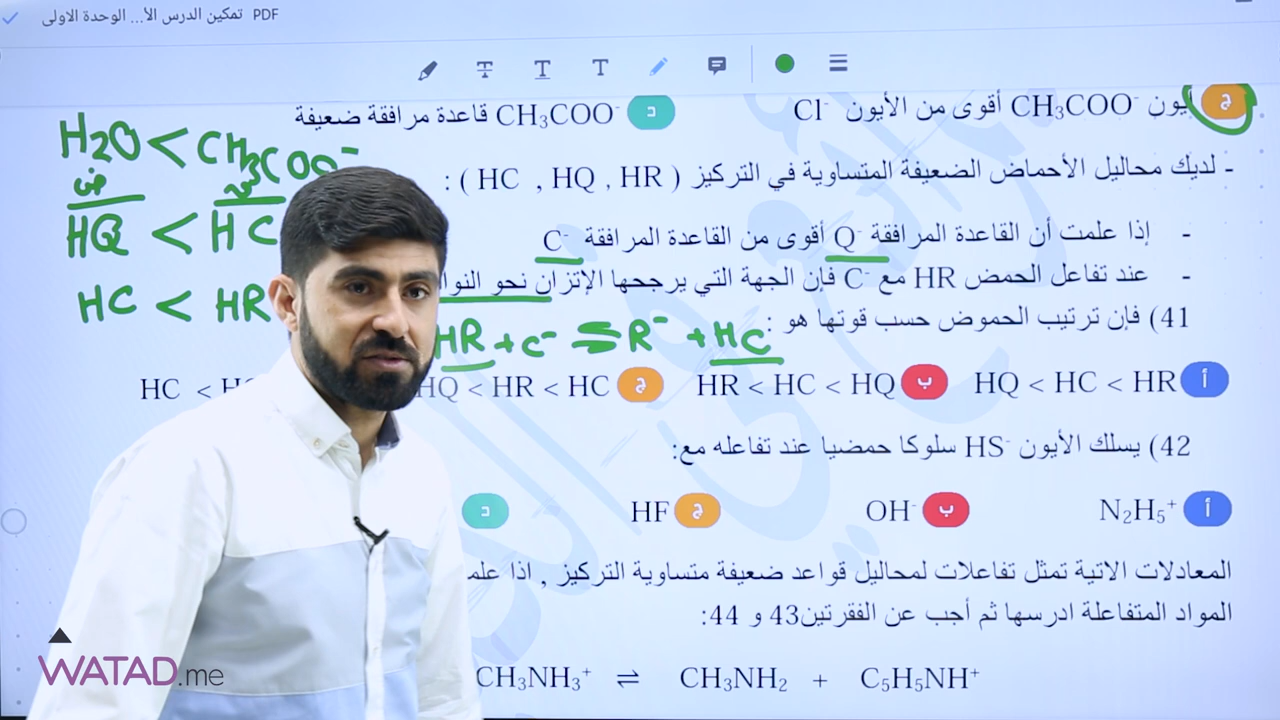 PDF تمكين الدرس الأ... الوحدة الاولى
ج أيون CH₃COO⁻ أقوى من الأيون Cl⁻ د CH₃COO⁻ قاعدة مرافقة ضعيفة
H2O < CH3COO⁻
- لديك محاليل الأحماض الضعيفة المتساوية في التركيز ( HC , HQ , HR ) :
HQ < HC
- إذا علمت أن القاعدة المرافقة Q⁻ أقوى من القاعدة المرافقة C⁻
- عند تفاعل الحمض HR مع C⁻ فإن الجهة التي يرجحها الإتزان نحو
HC < HR
41) فإن ترتيب الحموض حسب قوتها هو :
HR + C⁻ ⇆ R⁻ + HC
أ HQ < HC < HR ب HR < HC < HQ ج HQ < HR < HC HC <
42) يسلك الأيون HS⁻ سلوكا حمضيا عند تفاعله مع:
أ N₂H₅⁺ ب OH⁻ ج HF د
المعادلات الاتية تمثل تفاعلات لمحاليل قواعد ضعيفة متساوية التركيز , اذا
المواد المتفاعلة ادرسها ثم أجب عن الفقرتين43 و 44:
CH₃NH₃⁺ ⇌ CH₃NH₂ + C₅H₅NH⁺
WATAD.me